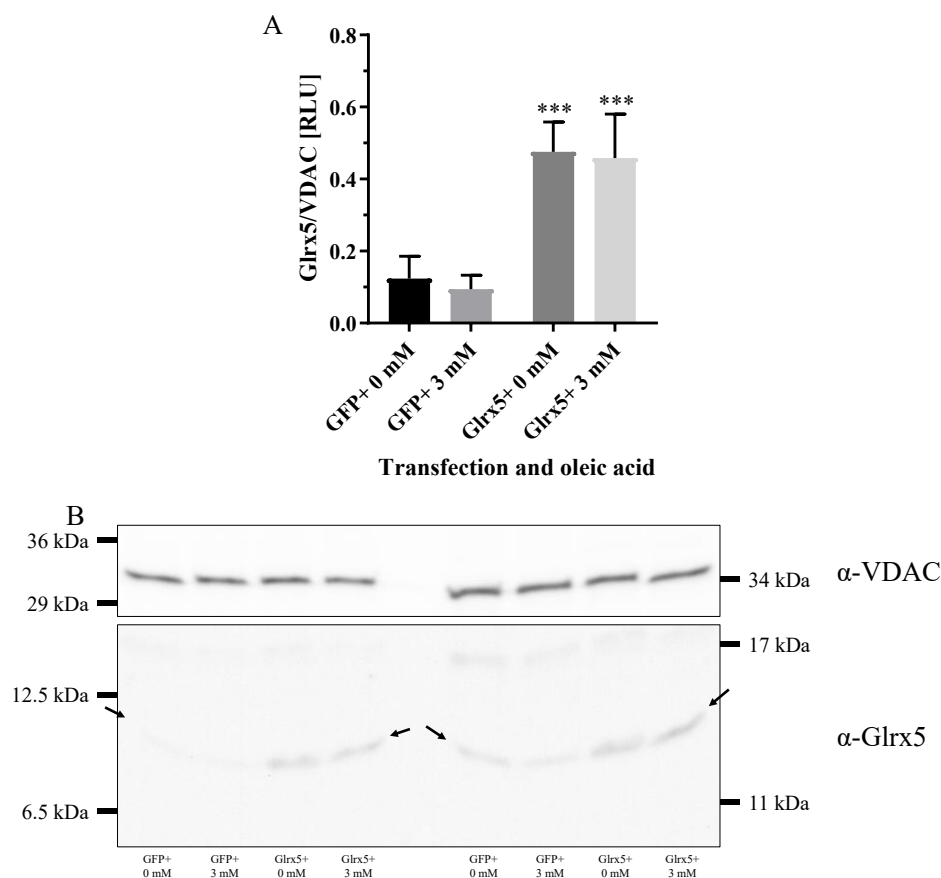 A
Glrx5/VDAC [RLU]
0.8
0.6
0.4
0.2
0.0
***
***
GFP+ 0 mM
GFP+ 3 mM
Glrx5+ 0 mM
Glrx5+ 3 mM
Transfection and oleic acid
B
36 kDa
29 kDa
34 kDa
α-VDAC
12.5 kDa
6.5 kDa
17 kDa
11 kDa
α-Glrx5
GFP+ GFP+ Glrx5+ Glrx5+ GFP+ GFP+ Glrx5+ Glrx5+
0 mM 3 mM 0 mM 3 mM 0 mM 3 mM 0 mM 3 mM